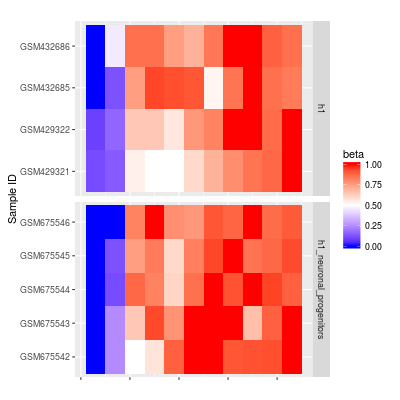 Sample ID
GSM432686
GSM432685
GSM429322
GSM429321
h1
GSM675546
GSM675545
GSM675544
GSM675543
GSM675542
h1_neuronal_progenitors
beta
1.00
0.75
0.50
0.25
0.00